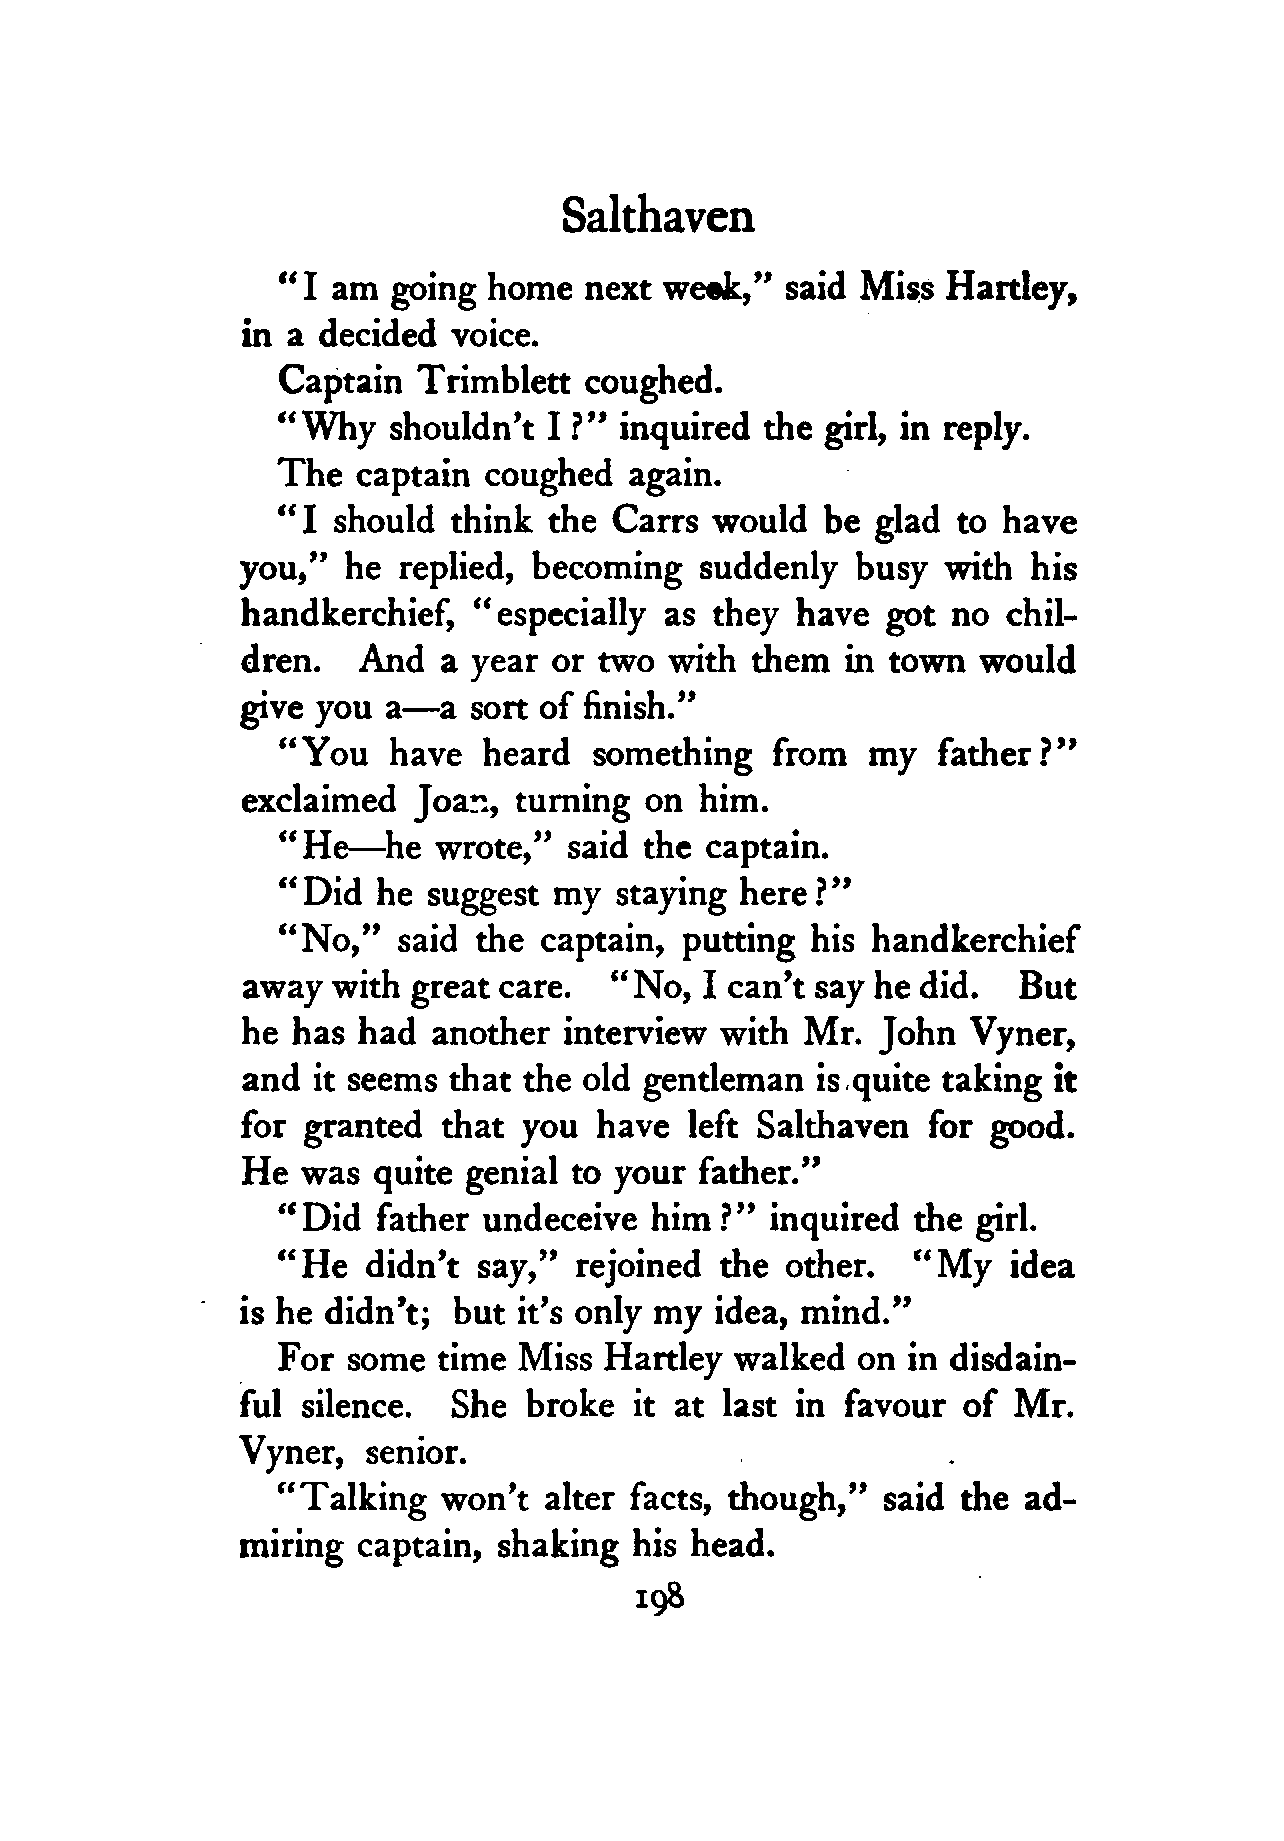 Salthaven
“I am going home next week,” said Miss Hartley,
in a decided voice.
Captain Trimblett coughed.
“Why shouldn’t I?” inquired the girl, in reply.
The captain coughed again.
“I should think the Carrs would be glad to have
you,” he replied, becoming suddenly busy with his
handkerchief, “especially as they have got no chil-
dren. And a year or two with them in town would
give you a—a sort of finish.”
“You have heard something from my father?”
exclaimed Joan, turning on him.
“He—he wrote,” said the captain.
“Did he suggest my staying here?”
“No,” said the captain, putting his handkerchief
away with great care. “No, I can’t say he did. But
he has had another interview with Mr. John Vyner,
and it seems that the old gentleman is quite taking it
for granted that you have left Salthaven for good.
He was quite genial to your father.”
“Did father undeceive him?” inquired the girl.
“He didn’t say,” rejoined the other. “My idea
is he didn’t; but it’s only my idea, mind.”
For some time Miss Hartley walked on in disdain-
ful silence. She broke it at last in favour of Mr.
Vyner, senior.
“Talking won’t alter facts, though,” said the ad-
miring captain, shaking his head.
198